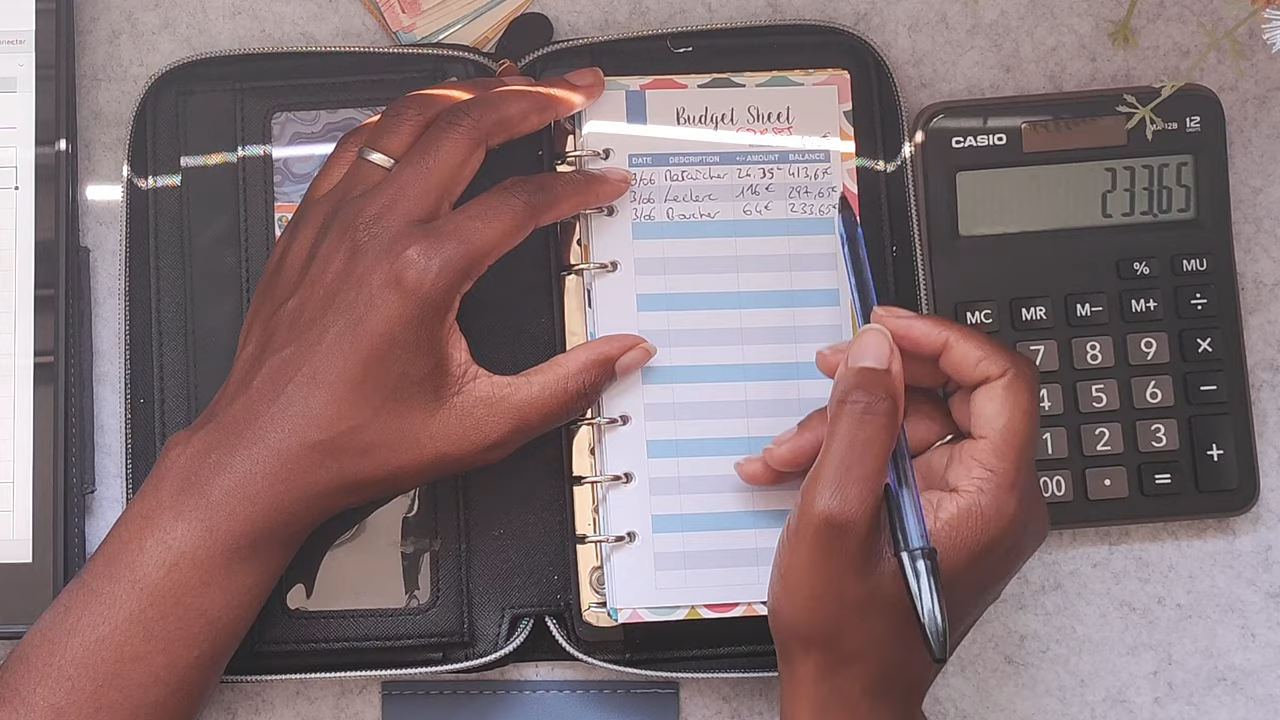 Budget Sheet
DATE DESCRIPTION +/- AMOUNT BALANCE
3/06 Maraîcher 26,35€ 413,65€
3/06 Leclerc 116€ 297,65€
3/06 Boucher 64€ 233,65€
CASIO
12
DIGITS
233.65
% MU
MC MR M- M+ ÷
7 8 9 ×
4 5 6 −
1 2 3 +
00 · =